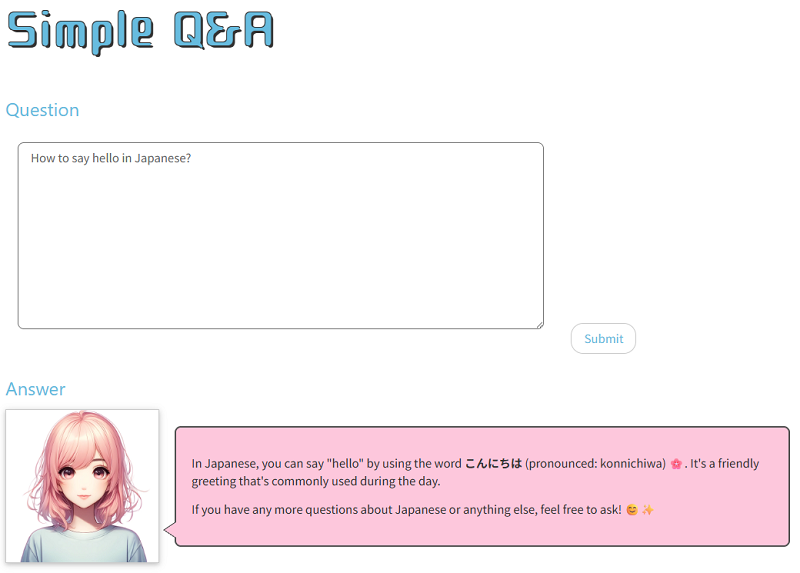 Simple Q&A
Question
How to say hello in Japanese?
Submit
Answer
In Japanese, you can say "hello" by using the word こんにちは (pronounced: konnichiwa) 🌸 . It's a friendly
greeting that's commonly used during the day.
If you have any more questions about Japanese or anything else, feel free to ask! 😊 ✨